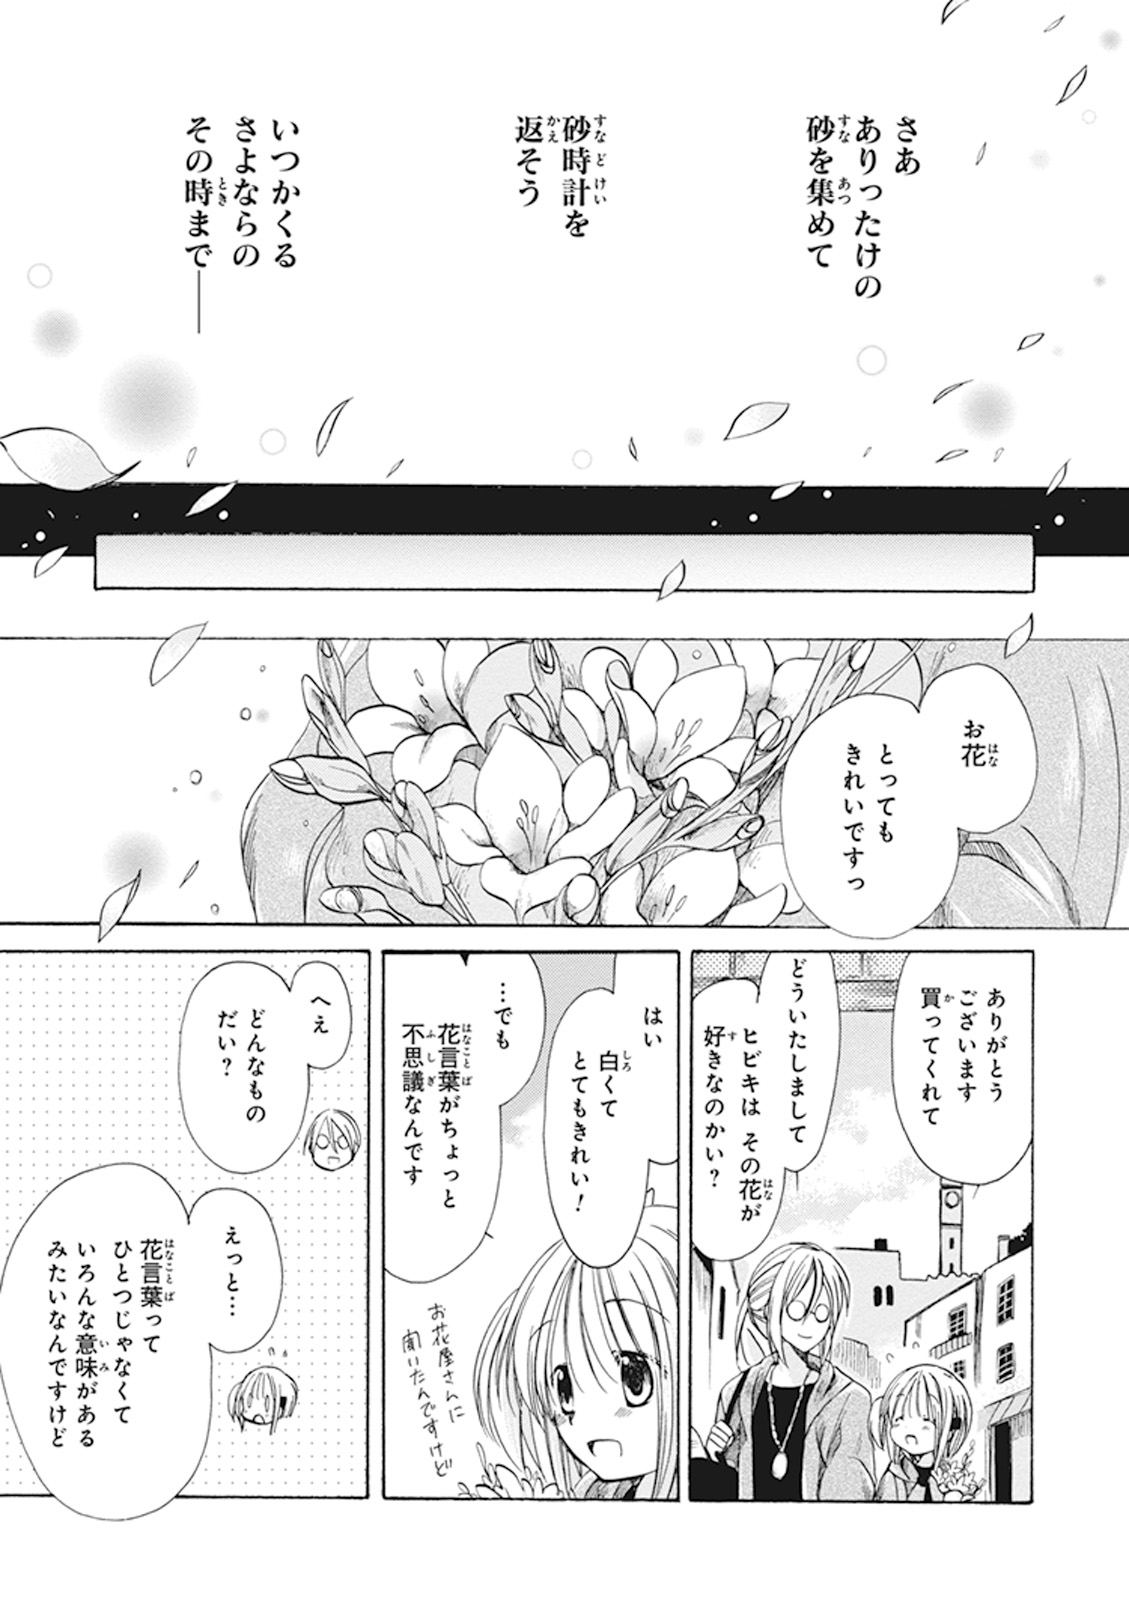 さあ
ありったけの
砂を集めて
砂時計を
返そう
いつかくる
さよならの
その時まで――
お花
とっても
きれいですっ
ありがとう
ございます
買ってくれて
どういたしまして
ヒビキは その花が
好きなのかい？
はい
白くて
とてもきれい！
…でも
花言葉がちょっと
不思議なんです
お花屋さんに
聞いたんですけど
へえ
どんなもの
だい？
えっと…
花言葉って
ひとつじゃなくて
いろんな意味がある
みたいなんですけど